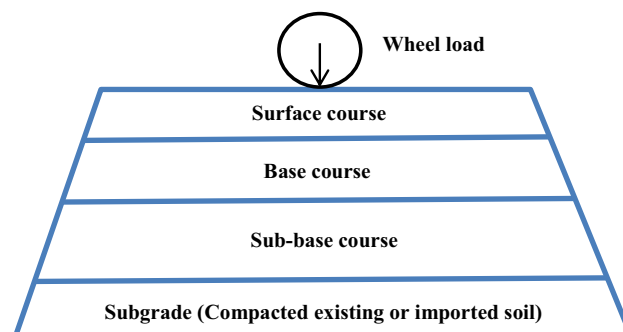 Wheel load
Surface course
Base course
Sub-base course
Subgrade (Compacted existing or imported soil)